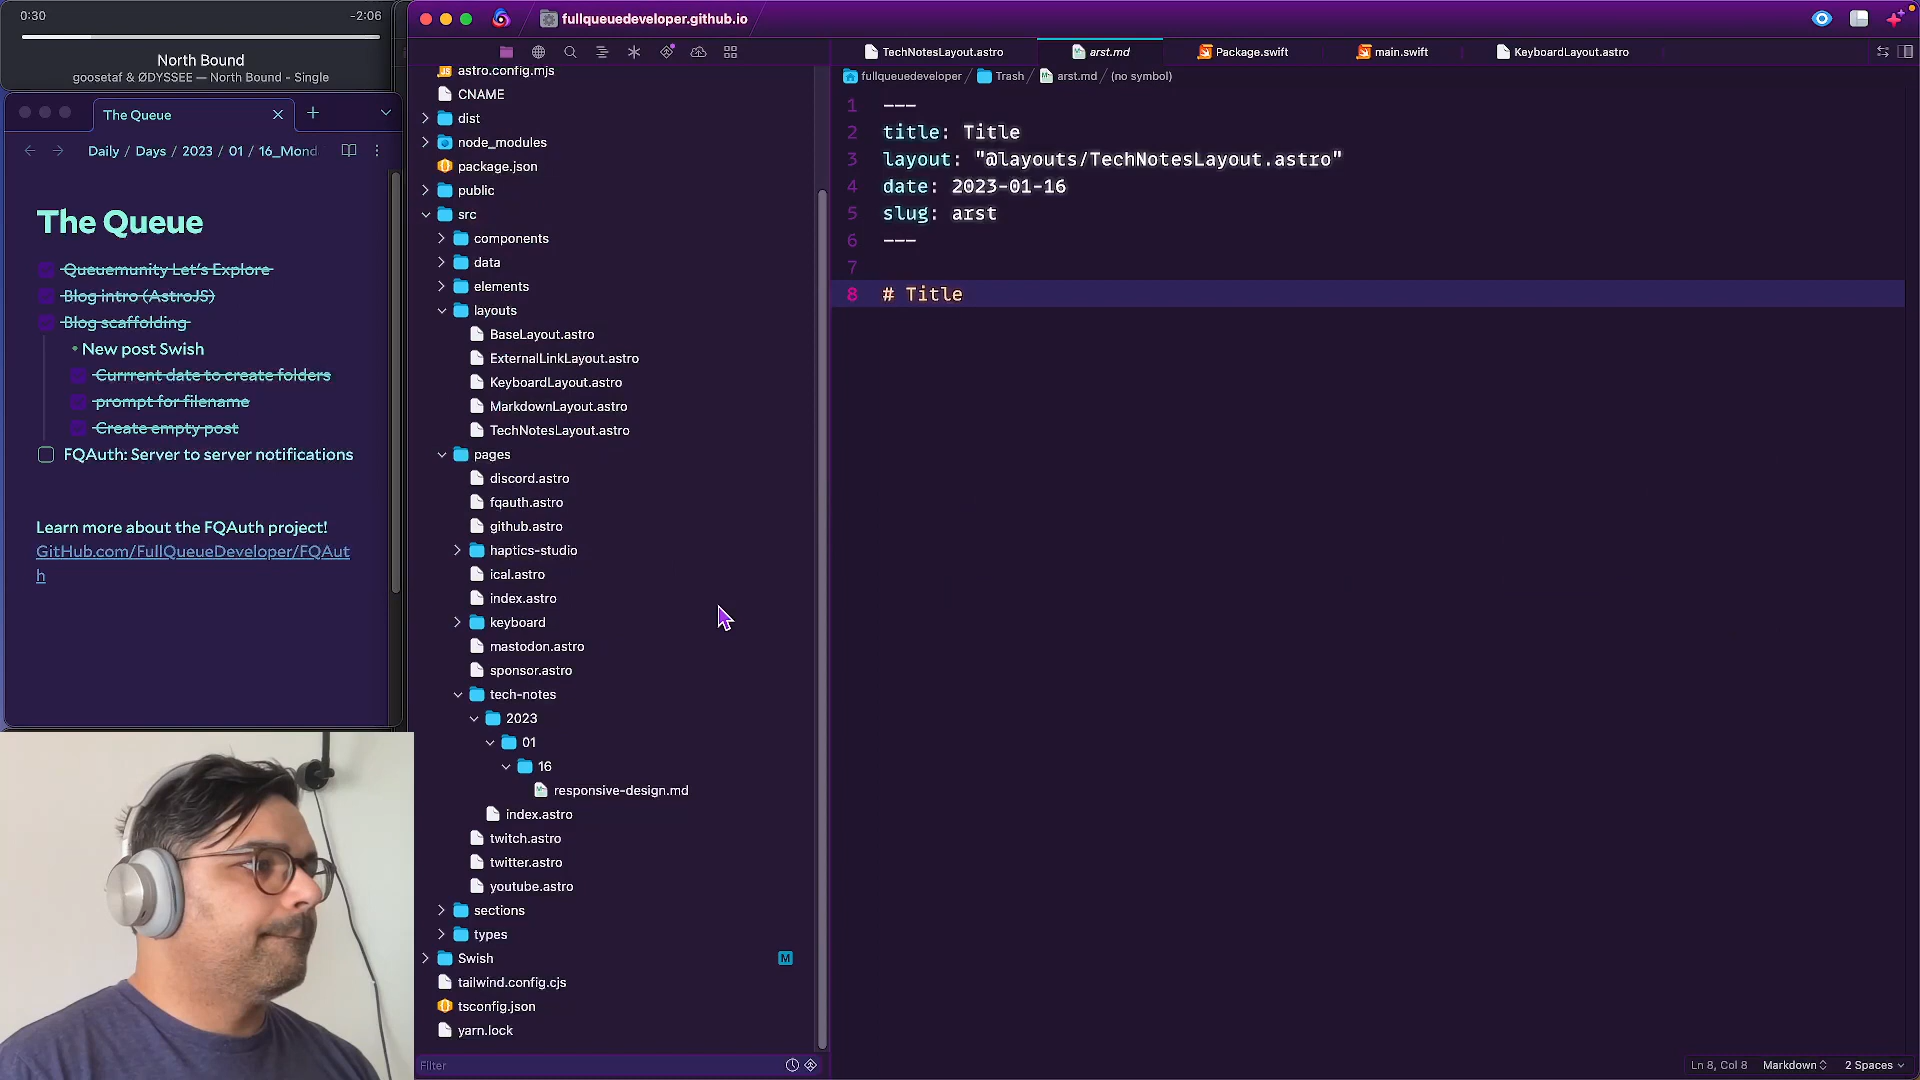 0:30
-2:06
North Bound
goosetaf & ØDYSSEE — North Bound - Single
The Queue
Daily / Days / 2023 / 01 / 16_Mond
The Queue
Queuemunity Let's Explore
Blog intro (AstroJS)
Blog scaffolding
• New post Swish
Currrent date to create folders
prompt for filename
Create empty post
FQAuth: Server to server notifications
Learn more about the FQAuth project!
GitHub.com/FullQueueDeveloper/FQAut
h
fullqueuedeveloper.github.io
astro.config.mjs
CNAME
dist
node_modules
package.json
public
src
components
data
elements
layouts
BaseLayout.astro
ExternalLinkLayout.astro
KeyboardLayout.astro
MarkdownLayout.astro
TechNotesLayout.astro
pages
discord.astro
fqauth.astro
github.astro
haptics-studio
ical.astro
index.astro
keyboard
mastodon.astro
sponsor.astro
tech-notes
2023
01
16
responsive-design.md
index.astro
twitch.astro
twitter.astro
youtube.astro
sections
types
Swish M
tailwind.config.cjs
tsconfig.json
yarn.lock
Filter
TechNotesLayout.astro
arst.md
Package.swift
main.swift
KeyboardLayout.astro
fullqueuedeveloper / Trash / arst.md / (no symbol)
1 ---
2 title: Title
3 layout: "@layouts/TechNotesLayout.astro"
4 date: 2023-01-16
5 slug: arst
6 ---
7
8 # Title
Ln 8, Col 8
Markdown
2 Spaces